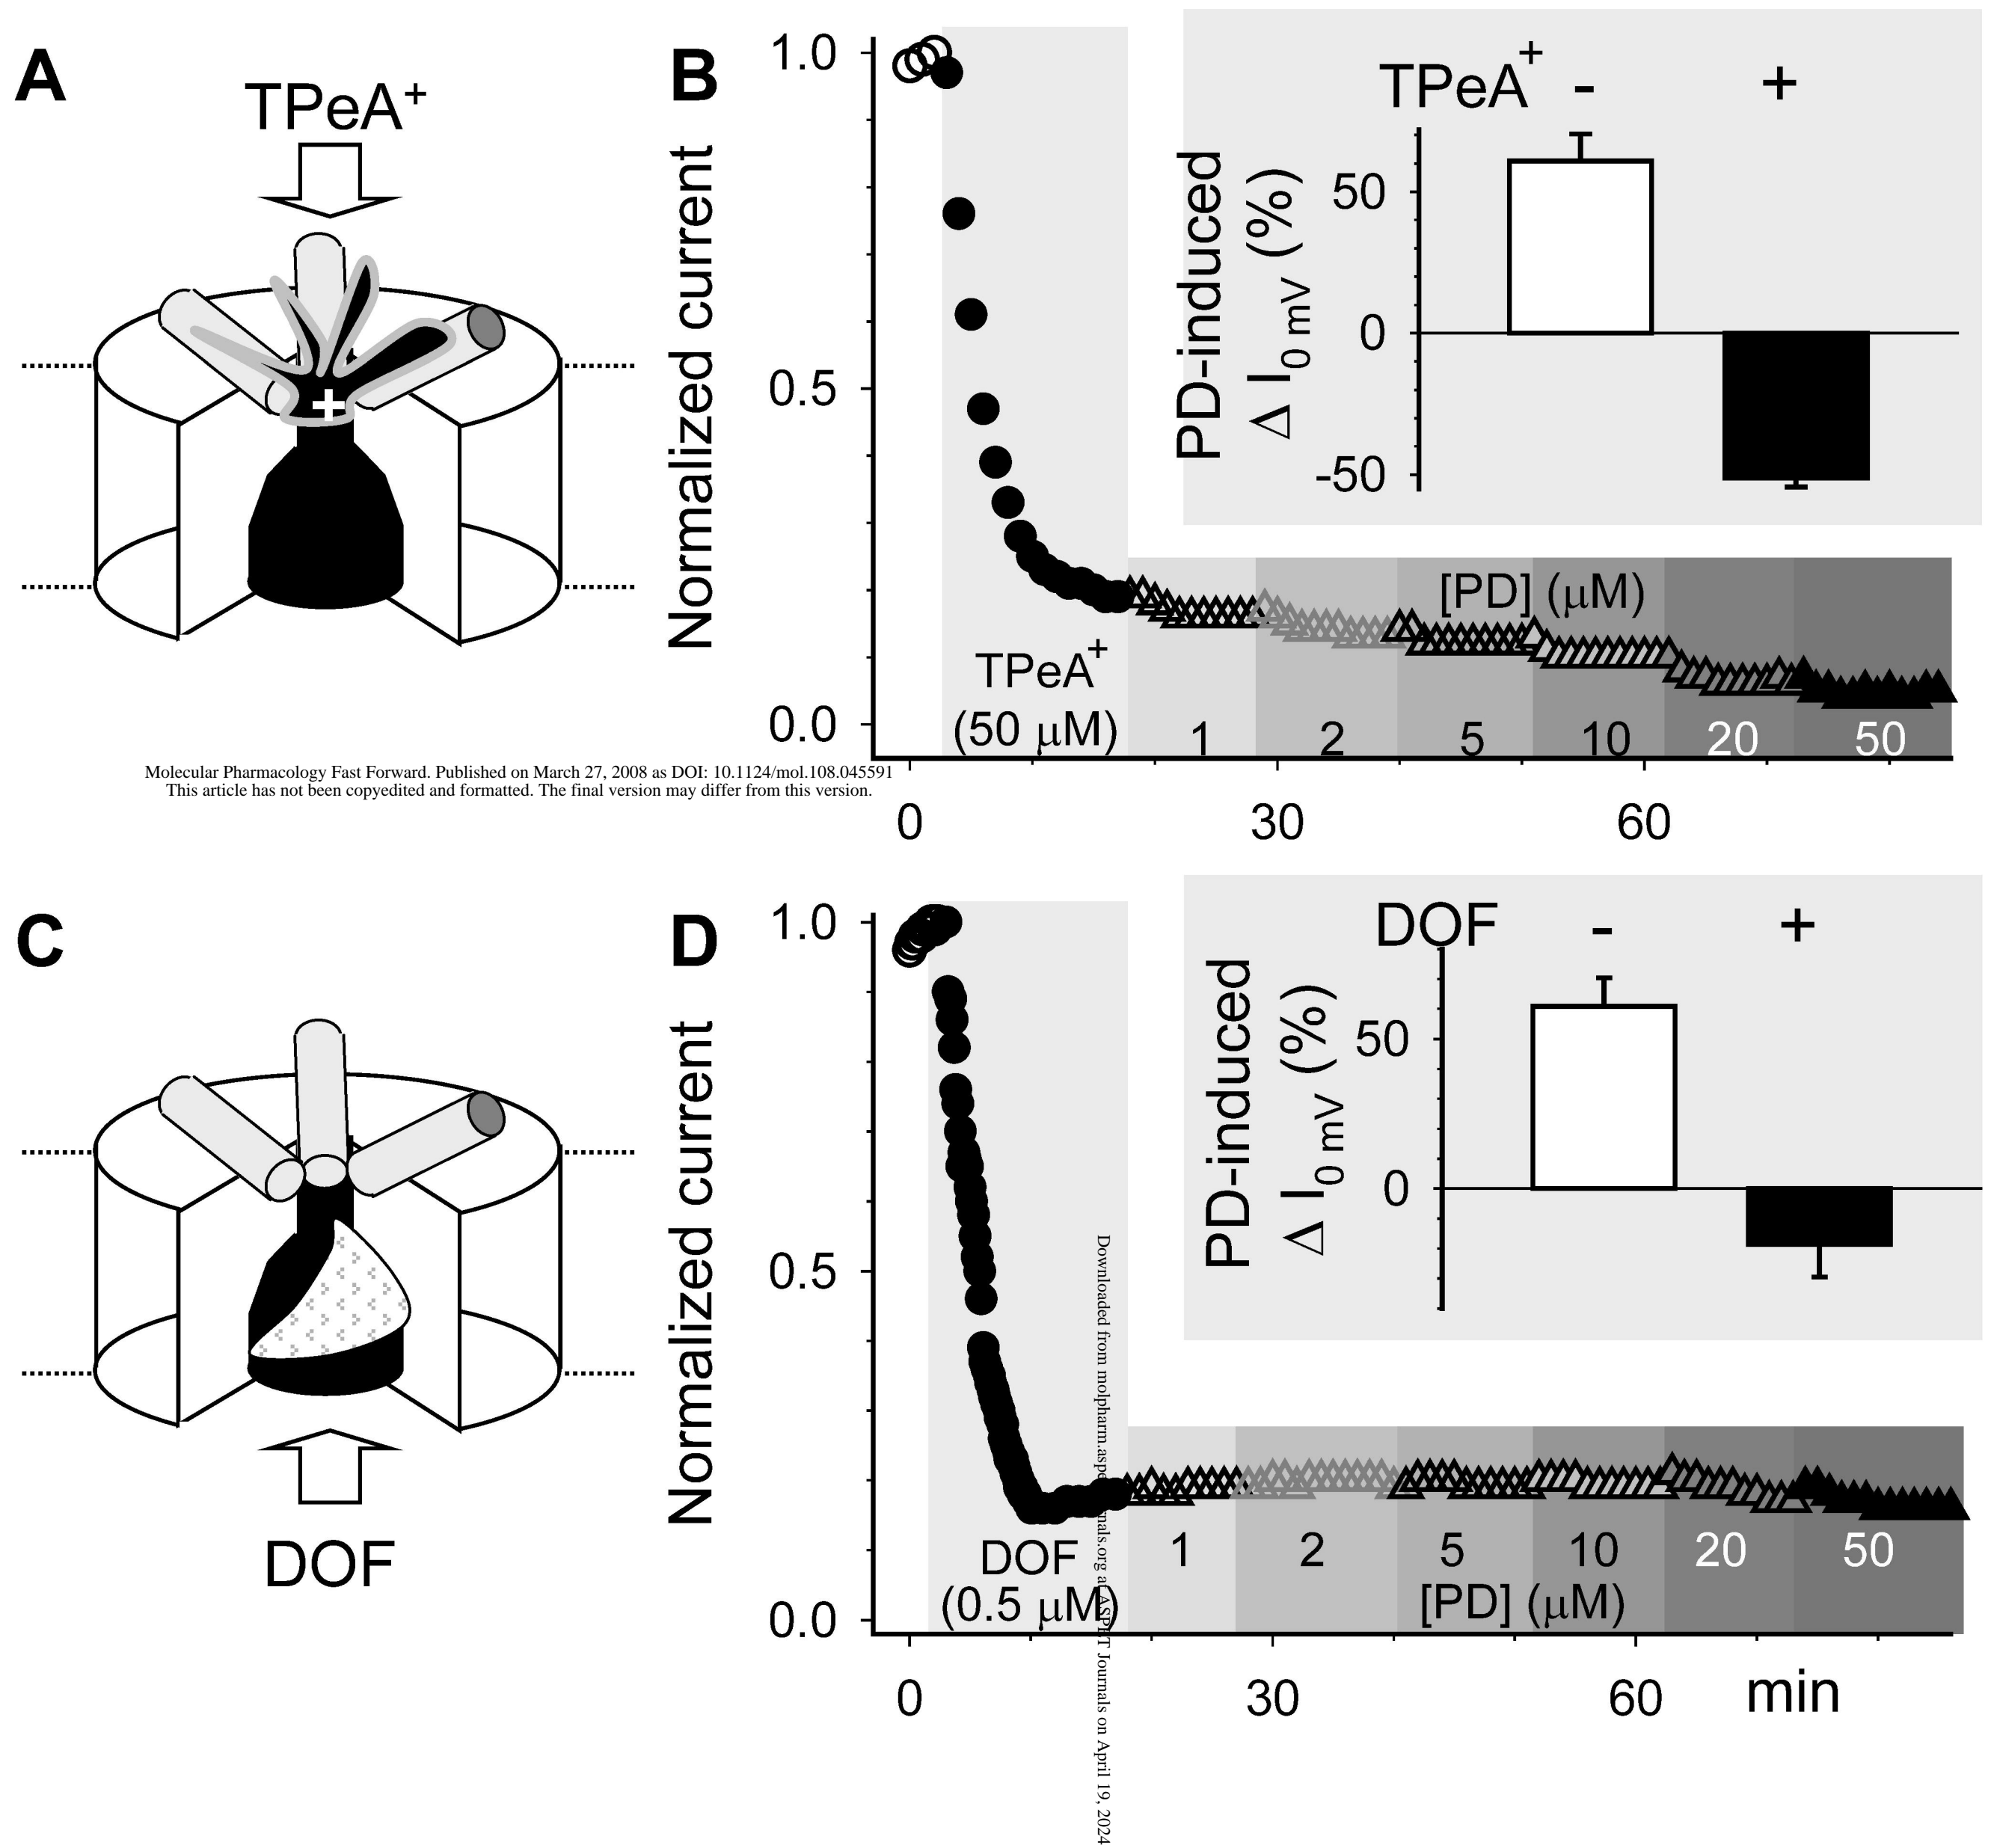 A
TPeA+
+
B
Normalized current
1.0
0.5
0.0
TPeA+
(50 μM)
[PD] (μM)
1 2 5 10 20 50
0 30 60
TPeA+ - +
PD-induced
Δ I0 mV (%)
50
0
-50
Molecular Pharmacology Fast Forward. Published on March 27, 2008 as DOI: 10.1124/mol.108.045591
This article has not been copyedited and formatted. The final version may differ from this version.
C
DOF
D
Normalized current
1.0
0.5
0.0
DOF
(0.5 μM)
1 2 5 10 20 50
[PD] (μM)
0 30 60 min
DOF - +
PD-induced
Δ I0 mV (%)
50
0
Downloaded from molpharm.aspetjournals.org at ASPET Journals on April 19, 2024